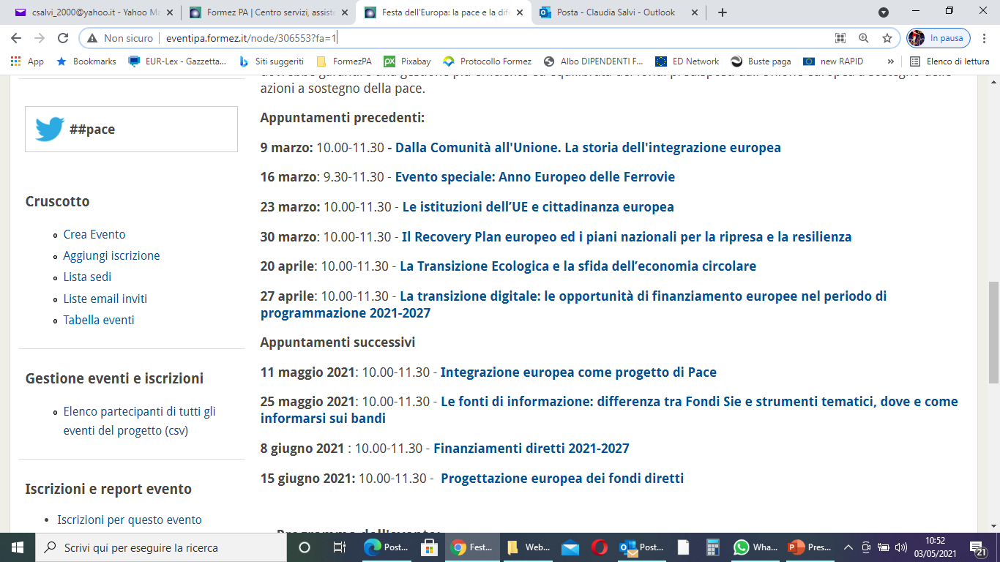 csalvi_2000@yahoo.it - Yahoo Ma
Formez PA | Centro servizi, assiste
Festa dell'Europa: la pace e la dif
Posta - Claudia Salvi - Outlook
Non sicuro
eventipa.formez.it/node/306553?fa=1
In pausa
App
Bookmarks
EUR-Lex - Gazzetta...
Siti suggeriti
FormezPA
Pixabay
Protocollo Formez
Albo DIPENDENTI F...
ED Network
Buste paga
new RAPID
»
Elenco di lettura
azioni a sostegno della pace.
##pace
Appuntamenti precedenti:
9 marzo: 10.00-11.30 - Dalla Comunità all'Unione. La storia dell'integrazione europea
16 marzo: 9.30-11.30 - Evento speciale: Anno Europeo delle Ferrovie
23 marzo: 10.00-11.30 - Le istituzioni dell’UE e cittadinanza europea
30 marzo: 10.00-11.30 - Il Recovery Plan europeo ed i piani nazionali per la ripresa e la resilienza
20 aprile: 10.00-11.30 - La Transizione Ecologica e la sfida dell’economia circolare
27 aprile: 10.00-11.30 - La transizione digitale: le opportunità di finanziamento europee nel periodo di
programmazione 2021-2027
Appuntamenti successivi
11 maggio 2021: 10.00-11.30 - Integrazione europea come progetto di Pace
25 maggio 2021: 10.00-11.30 - Le fonti di informazione: differenza tra Fondi Sie e strumenti tematici, dove e come
informarsi sui bandi
8 giugno 2021 : 10.00-11.30 - Finanziamenti diretti 2021-2027
15 giugno 2021: 10.00-11.30 - Progettazione europea dei fondi diretti
Cruscotto
Crea Evento
Aggiungi iscrizione
Lista sedi
Liste email inviti
Tabella eventi
Gestione eventi e iscrizioni
Elenco partecipanti di tutti gli
eventi del progetto (csv)
Iscrizioni e report evento
Iscrizioni per questo evento
Programma dell'evento:
Scrivi qui per eseguire la ricerca
Post...
Fest...
Web...
Post...
Wha...
Pres...
10:52
03/05/2021
21